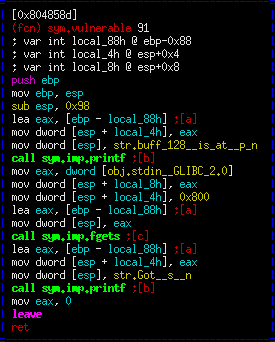 [0x804858d]
(fcn) sym.vulnerable 91
; var int local_88h @ ebp-0x88
; var int local_4h @ esp+0x4
; var int local_8h @ esp+0x8
push ebp
mov ebp, esp
sub esp, 0x98
lea eax, [ebp - local_88h] ;[a]
mov dword [esp + local_4h], eax
mov dword [esp], str.buff_128__is_at__p_n
call sym.imp.printf ;[b]
mov eax, dword [obj.stdin__GLIBC_2.0]
mov dword [esp + local_8h], eax
mov dword [esp + local_4h], 0x800
lea eax, [ebp - local_88h] ;[a]
mov dword [esp], eax
call sym.imp.fgets ;[c]
lea eax, [ebp - local_88h] ;[a]
mov dword [esp + local_4h], eax
mov dword [esp], str.Got__s_n
call sym.imp.printf ;[b]
mov eax, 0
leave
ret